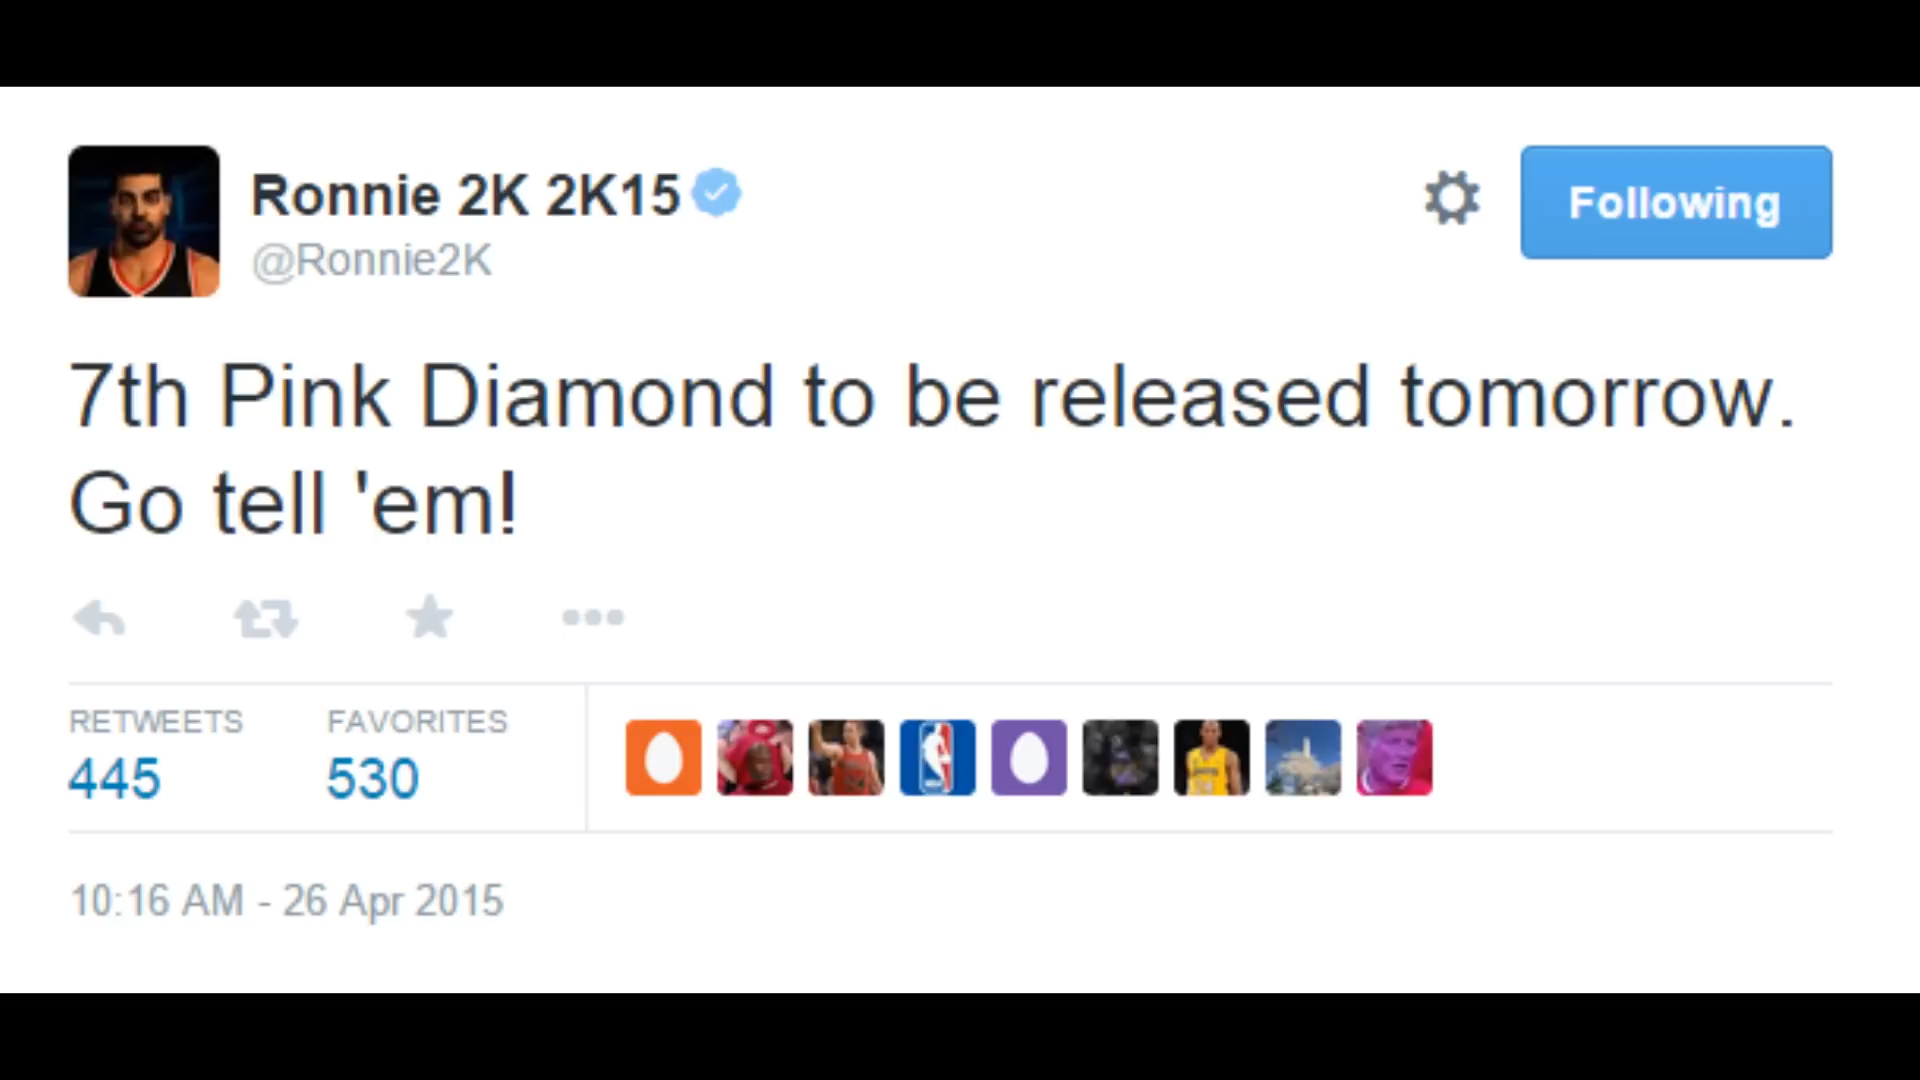 Ronnie 2K 2K15
@Ronnie2K
Following
7th Pink Diamond to be released tomorrow.
Go tell 'em!
RETWEETS FAVORITES
445 530
10:16 AM - 26 Apr 2015